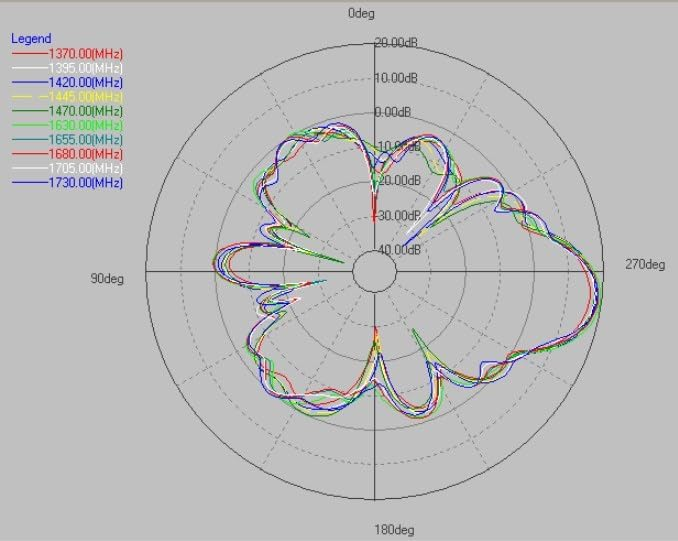 0deg
Legend
1370.00(MHz)
1395.00(MHz)
1420.00(MHz)
1445.00(MHz)
1470.00(MHz)
1630.00(MHz)
1655.00(MHz)
1680.00(MHz)
1705.00(MHz)
1730.00(MHz)
20.00dB
10.00dB
0.00dB
-10.00dB
-20.00dB
-30.00dB
-40.00dB
90deg
270deg
180deg